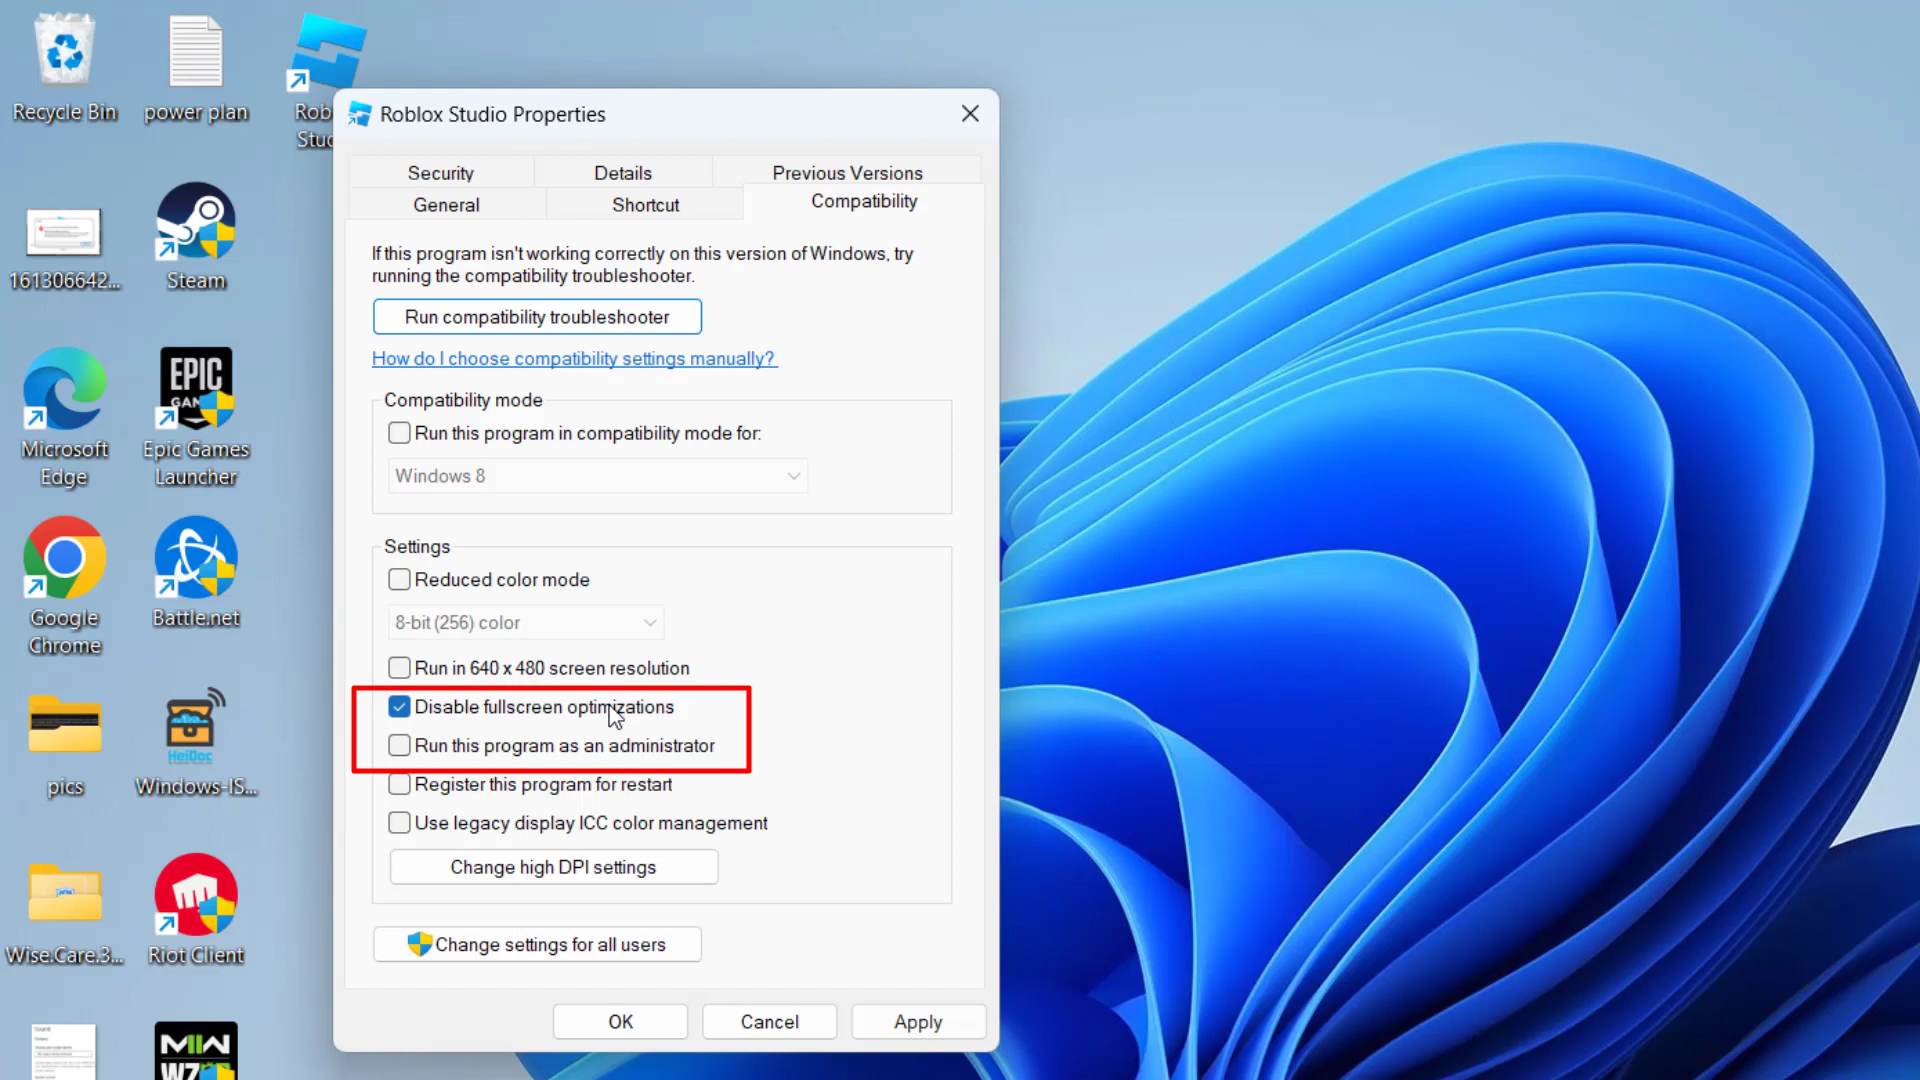 Recycle Bin
power plan
Rob
Stud
161306642...
Steam
Microsoft
Edge
EPIC
GAM
Epic Games
Launcher
Google
Chrome
Battle.net
pics
HeiDoc
Windows-IS...
Wise.Care.3...
Riot Client
MW
WZ
Roblox Studio Properties
Security
Details
Previous Versions
General
Shortcut
Compatibility
If this program isn't working correctly on this version of Windows, try
running the compatibility troubleshooter.
Run compatibility troubleshooter
How do I choose compatibility settings manually?
Compatibility mode
Run this program in compatibility mode for:
Windows 8
Settings
Reduced color mode
8-bit (256) color
Run in 640 x 480 screen resolution
Disable fullscreen optimizations
Run this program as an administrator
Register this program for restart
Use legacy display ICC color management
Change high DPI settings
Change settings for all users
OK
Cancel
Apply